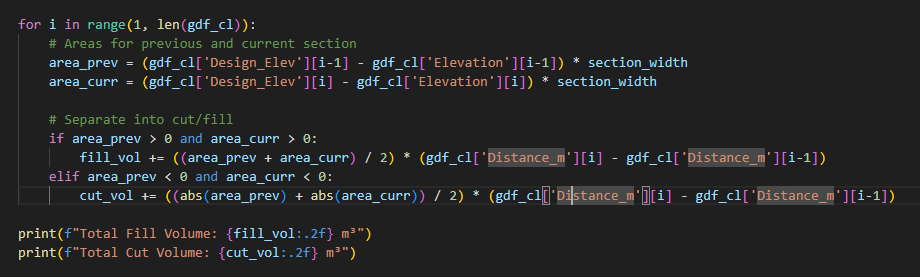 for i in range(1, len(gdf_cl)):
    # Areas for previous and current section
    area_prev = (gdf_cl['Design_Elev'][i-1] - gdf_cl['Elevation'][i-1]) * section_width
    area_curr = (gdf_cl['Design_Elev'][i] - gdf_cl['Elevation'][i]) * section_width
    # Separate into cut/fill
    if area_prev > 0 and area_curr > 0:
        fill_vol += ((area_prev + area_curr) / 2) * (gdf_cl['Distance_m'][i] - gdf_cl['Distance_m'][i-1])
    elif area_prev < 0 and area_curr < 0:
        cut_vol += ((abs(area_prev) + abs(area_curr)) / 2) * (gdf_cl['Distance_m'][i] - gdf_cl['Distance_m'][i-1])
print(f"Total Fill Volume: {fill_vol:.2f} m³")
print(f"Total Cut Volume: {cut_vol:.2f} m³")